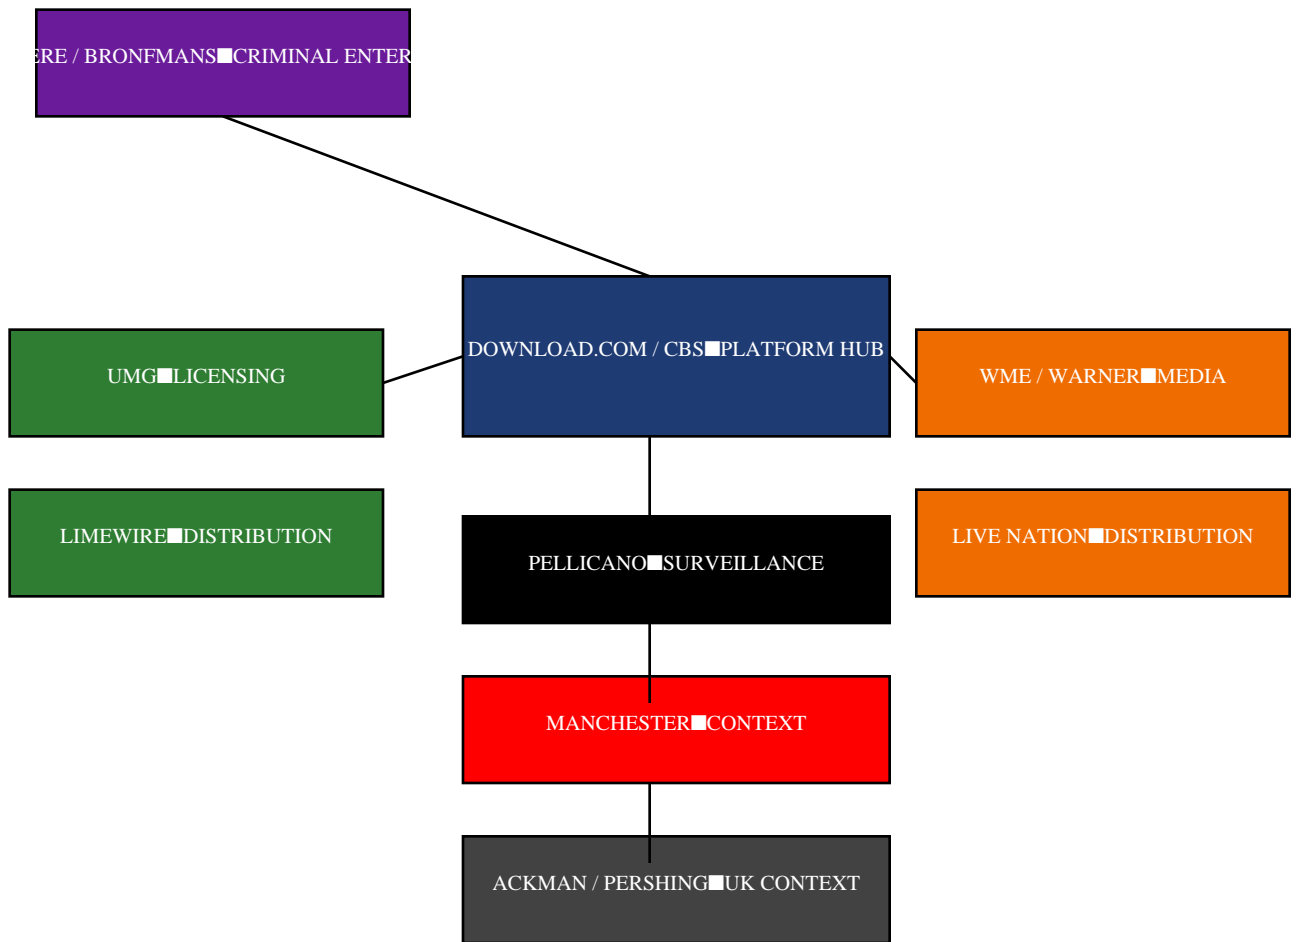 ERE / BRONFMANS■CRIMINAL ENTER
DOWNLOAD.COM / CBS■PLATFORM HUB
UMG■LICENSING
WME / WARNER■MEDIA
LIMEWIRE■DISTRIBUTION
LIVE NATION■DISTRIBUTION
PELLICANO■SURVEILLANCE
MANCHESTER■CONTEXT
ACKMAN / PERSHING■UK CONTEXT